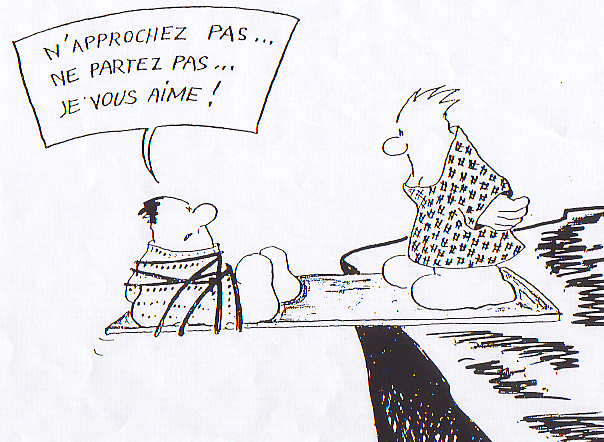 N'APPROCHEZ PAS...
NE PARTEZ PAS...
JE VOUS AIME !